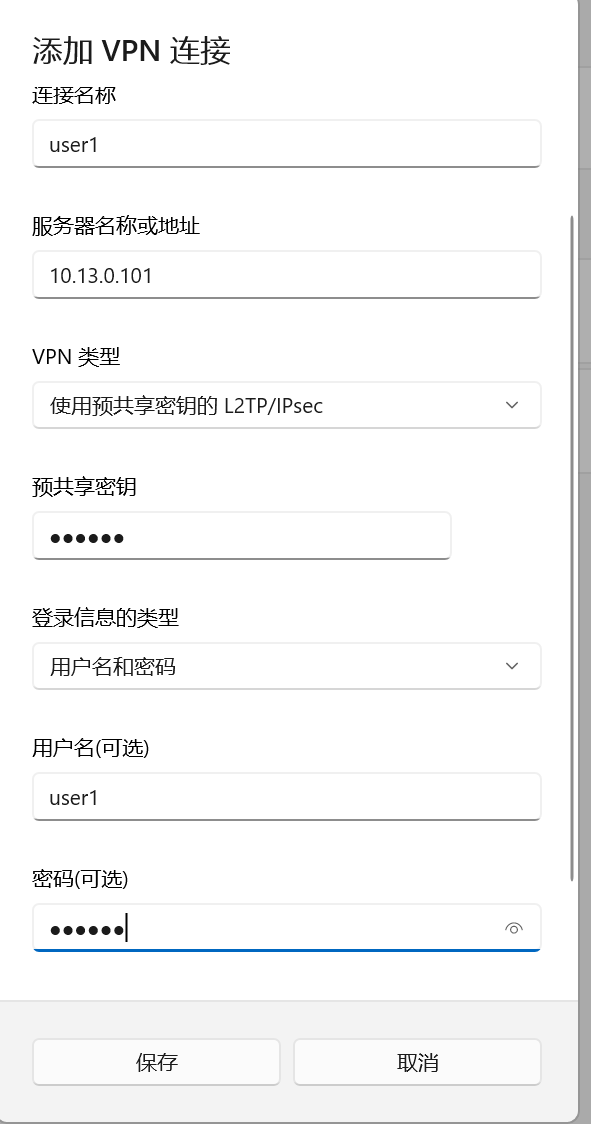 添加 VPN 连接
连接名称
user1
服务器名称或地址
10.13.0.101
VPN 类型
使用预共享密钥的 L2TP/IPsec
预共享密钥
●●●●●●
登录信息的类型
用户名和密码
用户名(可选)
user1
密码(可选)
●●●●●●
保存
取消